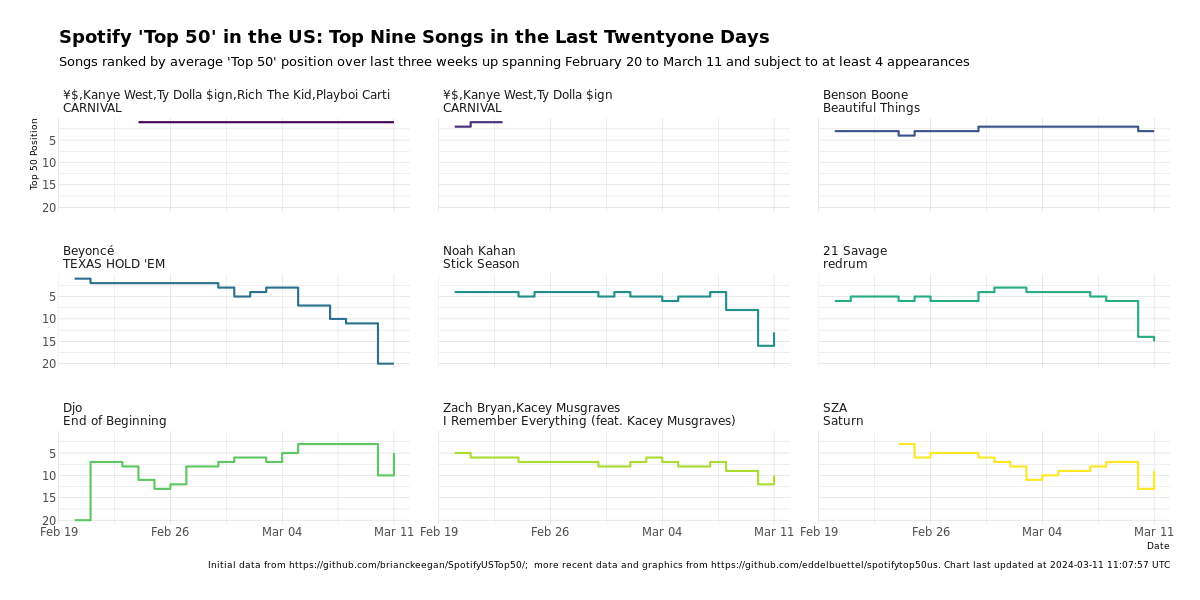 Spotify 'Top 50' in the US: Top Nine Songs in the Last Twentyone Days
Songs ranked by average 'Top 50' position over last three weeks up spanning February 20 to March 11 and subject to at least 4 appearances
¥$,Kanye West,Ty Dolla $ign,Rich The Kid,Playboi Carti
CARNIVAL
¥$,Kanye West,Ty Dolla $ign
CARNIVAL
Benson Boone
Beautiful Things
Top 50 Position
5
10
15
20
Beyoncé
TEXAS HOLD 'EM
Noah Kahan
Stick Season
21 Savage
redrum
5
10
15
20
Djo
End of Beginning
Zach Bryan,Kacey Musgraves
I Remember Everything (feat. Kacey Musgraves)
SZA
Saturn
5
10
15
20
Feb 19 Feb 26 Mar 04 Mar 11 Feb 19 Feb 26 Mar 04 Mar 11 Feb 19 Feb 26 Mar 04 Mar 11
Date
Initial data from https://github.com/brianckeegan/SpotifyUSTop50/; more recent data and graphics from https://github.com/eddelbuettel/spotifytop50us. Chart last updated at 2024-03-11 11:07:57 UTC